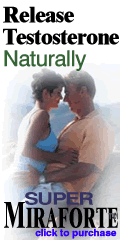 Release
Testosterone
Naturally
SUPER
MIRAFORTE®
click to purchase